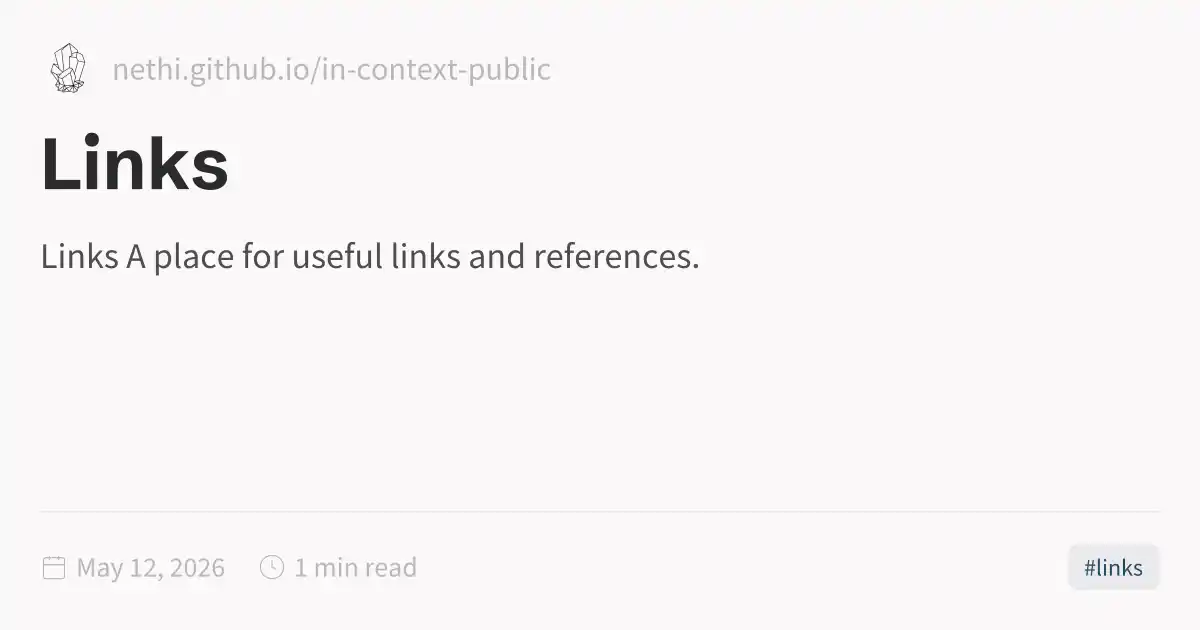 nethi.github.io/in-context-public
Links
Links A place for useful links and references.
May 12, 2026 1 min read #links